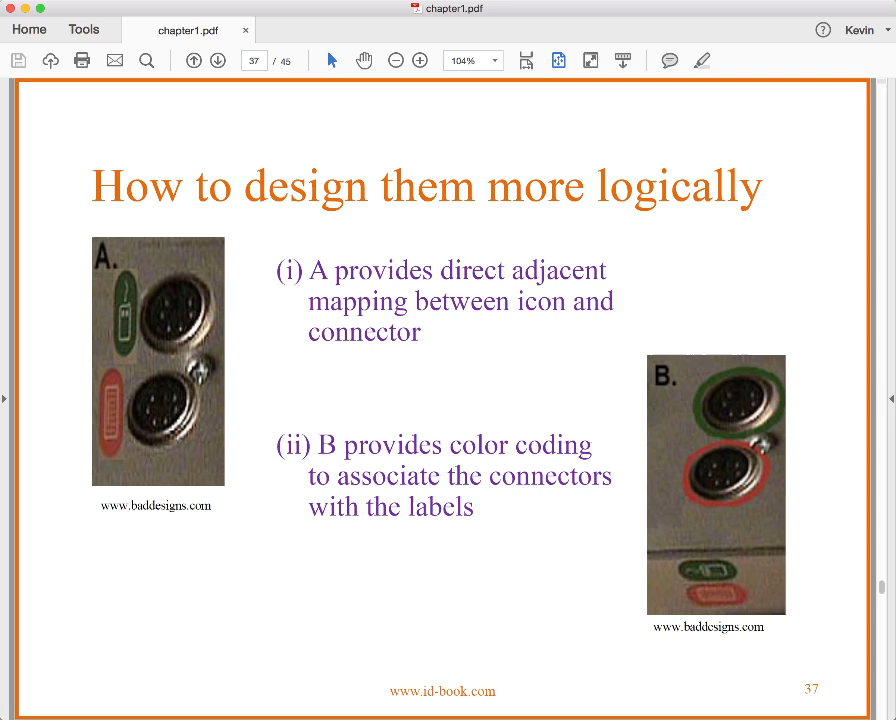 chapter1.pdf
Home
Tools
chapter1.pdf
×
?
Kevin
37 / 45
104%
How to design them more logically
A.
(i) A provides direct adjacent
mapping between icon and
connector
B.
(ii) B provides color coding
to associate the connectors
with the labels
www.baddesigns.com
www.baddesigns.com
www.id-book.com
37